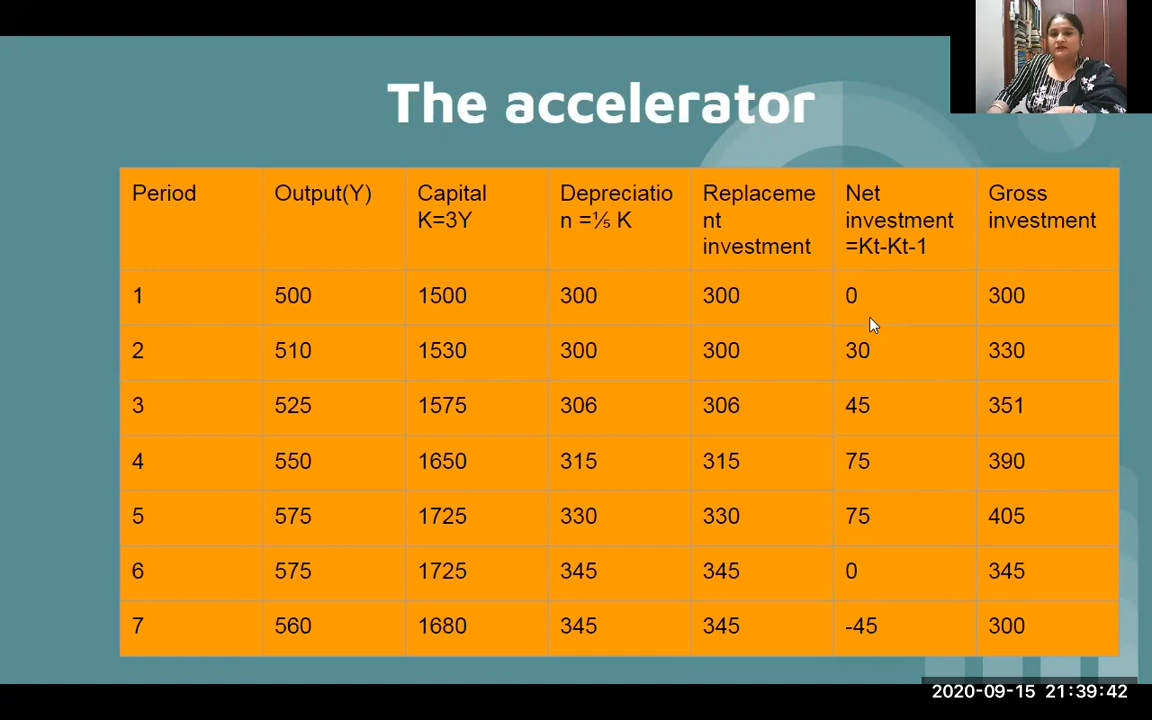 The accelerator
Period Output(Y) Capital Depreciatio Replaceme Net Gross
K=3Y n =⅕ K nt investment investment
investment =Kt-Kt-1
1 500 1500 300 300 0 300
2 510 1530 300 300 30 330
3 525 1575 306 306 45 351
4 550 1650 315 315 75 390
5 575 1725 330 330 75 405
6 575 1725 345 345 0 345
7 560 1680 345 345 -45 300
2020-09-15 21:39:42